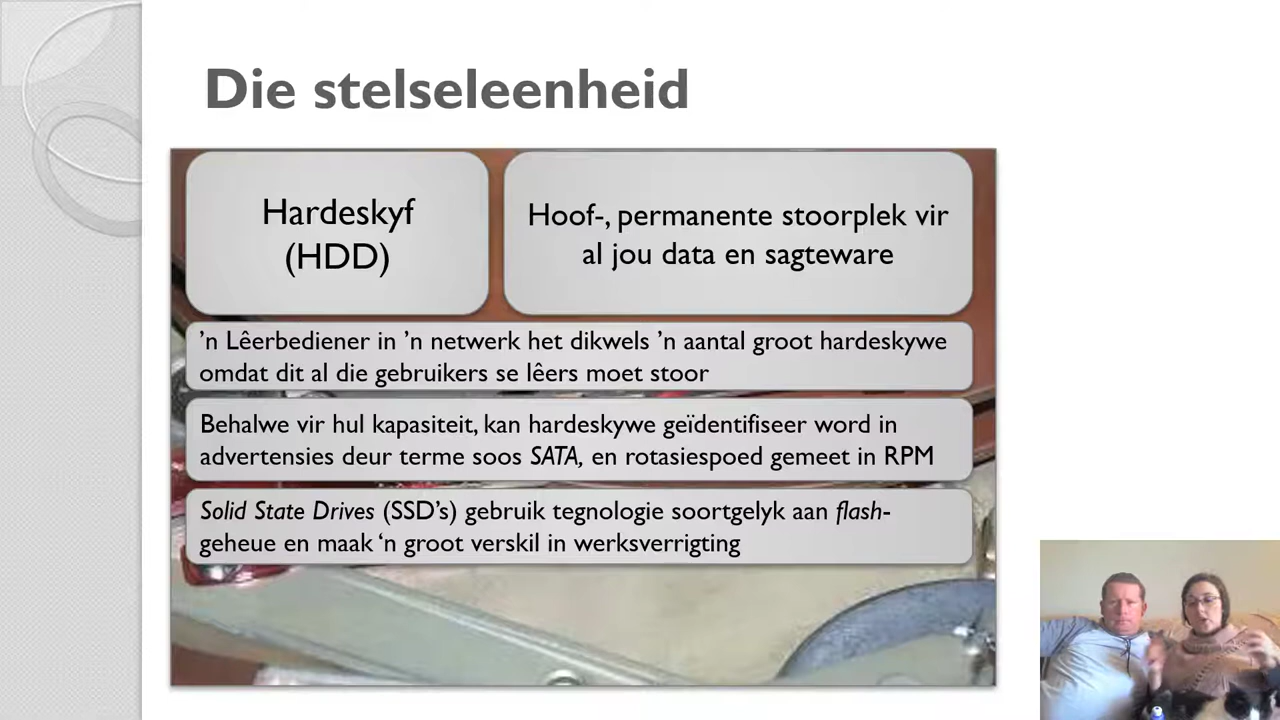 Die stelseleenheid
Hardeskyf
(HDD)
Hoof-, permanente stoorplek vir
al jou data en sagteware
’n Lêerbediener in ’n netwerk het dikwels ’n aantal groot hardeskywe
omdat dit al die gebruikers se lêers moet stoor
Behalwe vir hul kapasiteit, kan hardeskywe geïdentifiseer word in
advertensies deur terme soos SATA, en rotasiespoed gemeet in RPM
Solid State Drives (SSD’s) gebruik tegnologie soortgelyk aan flash-
geheue en maak ‘n groot verskil in werksverrigting